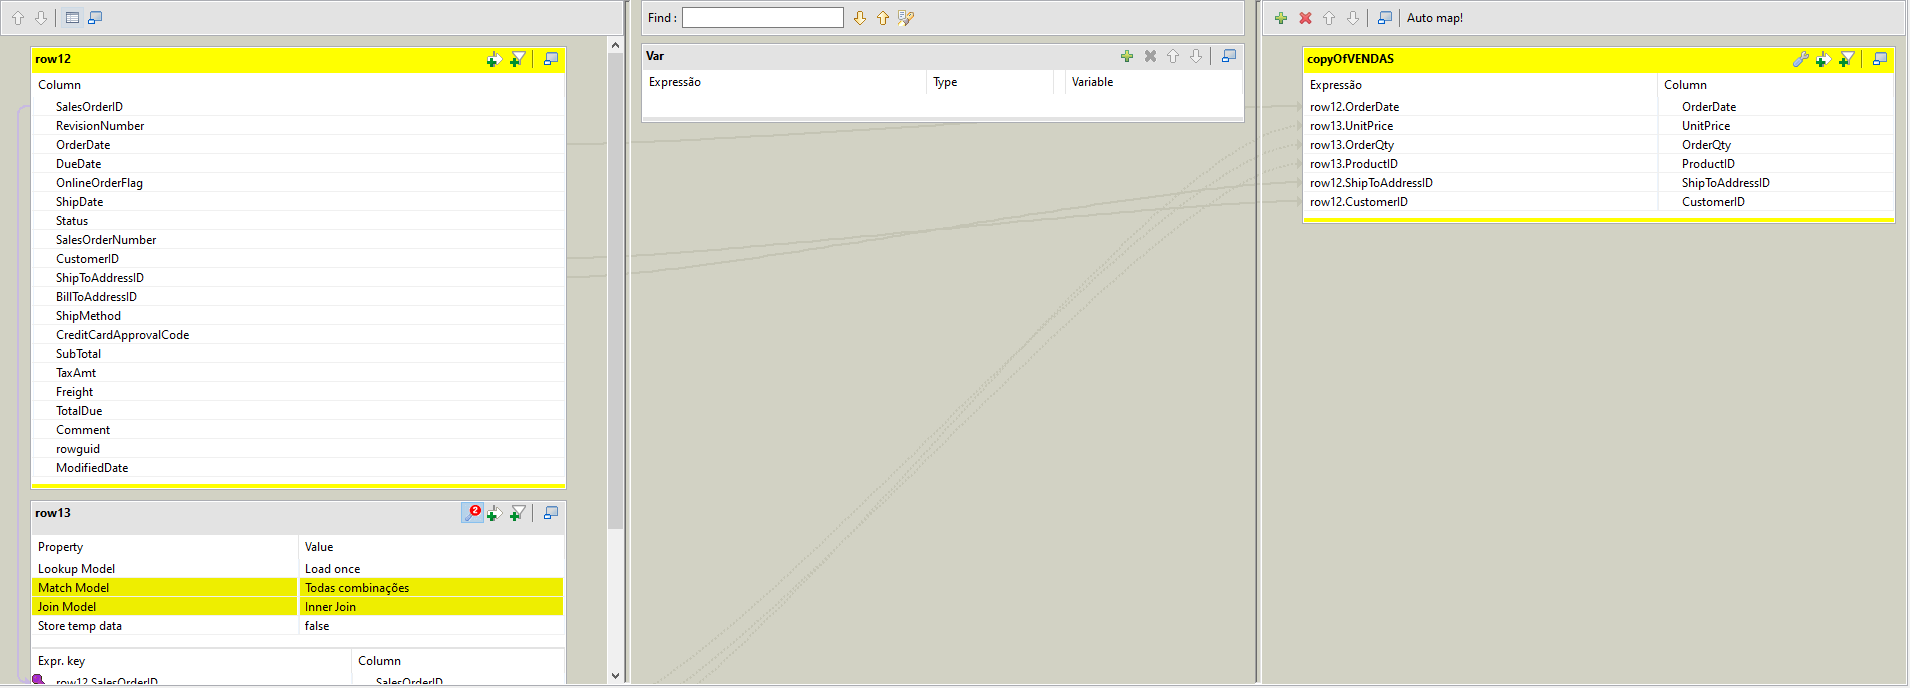 row12
Column
SalesOrderID
RevisionNumber
OrderDate
DueDate
OnlineOrderFlag
ShipDate
Status
SalesOrderNumber
CustomerID
ShipToAddressID
BillToAddressID
ShipMethod
CreditCardApprovalCode
SubTotal
TaxAmt
Freight
TotalDue
Comment
rowguid
ModifiedDate
row13
2
Property Value
Lookup Model Load once
Match Model Todas combinações
Join Model Inner Join
Store temp data false
Expr. key Column
row12.SalesOrderID SalesOrderID
Find :
Var
Expressão Type Variable
Auto map!
copyOfVENDAS
Expressão Column
row12.OrderDate OrderDate
row13.UnitPrice UnitPrice
row13.OrderQty OrderQty
row13.ProductID ProductID
row12.ShipToAddressID ShipToAddressID
row12.CustomerID CustomerID